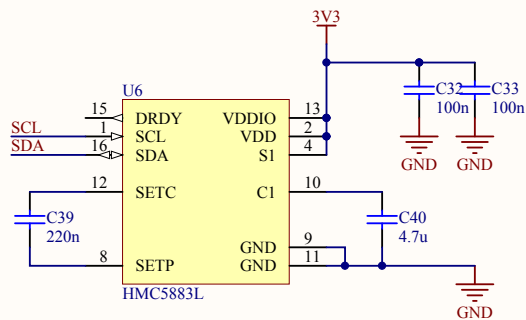 3V3
U6
C32
100n
C33
100n
15
DRDY
VDDIO
13
SCL
1
SCL
VDD
2
SDA
16
SDA
S1
4
GND
GND
12
SETC
C1
10
C39
220n
C40
4.7u
GND
9
8
SETP
GND
11
HMC5883L
GND